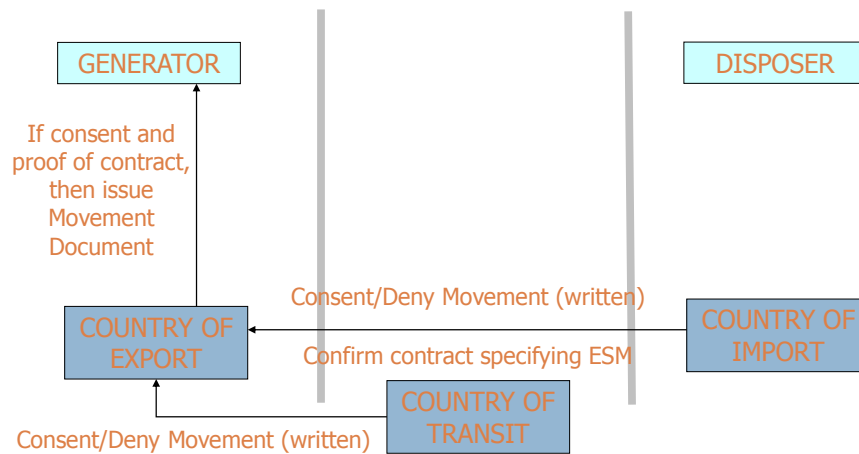 GENERATOR
DISPOSER
If consent and
proof of contract,
then issue
Movement
Document
Consent/Deny Movement (written)
COUNTRY OF
EXPORT
COUNTRY OF
IMPORT
Confirm contract specifying ESM
COUNTRY OF
TRANSIT
Consent/Deny Movement (written)